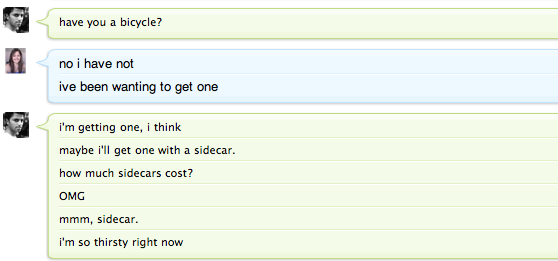 have you a bicycle?
no i have not
ive been wanting to get one
i'm getting one, i think
maybe i'll get one with a sidecar.
how much sidecars cost?
OMG
mmm, sidecar.
i'm so thirsty right now